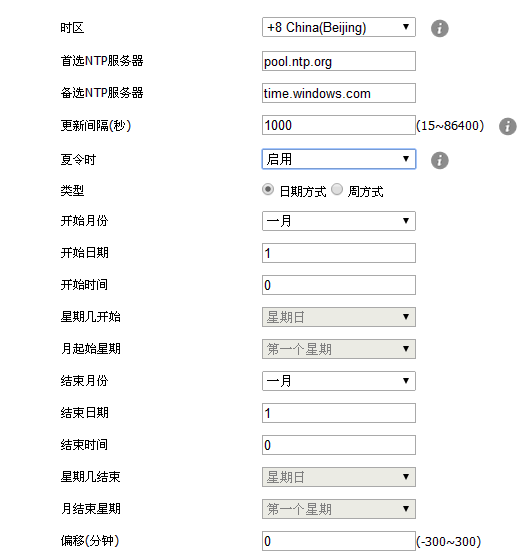 时区 +8 China(Beijing)
首选NTP服务器 pool.ntp.org
备选NTP服务器 time.windows.com
更新间隔(秒) 1000 (15~86400)
夏令时 启用
类型 日期方式 周方式
开始月份 一月
开始日期 1
开始时间 0
星期几开始 星期日
月起始星期 第一个星期
结束月份 一月
结束日期 1
结束时间 0
星期几结束 星期日
月结束星期 第一个星期
偏移(分钟) 0 (-300~300)